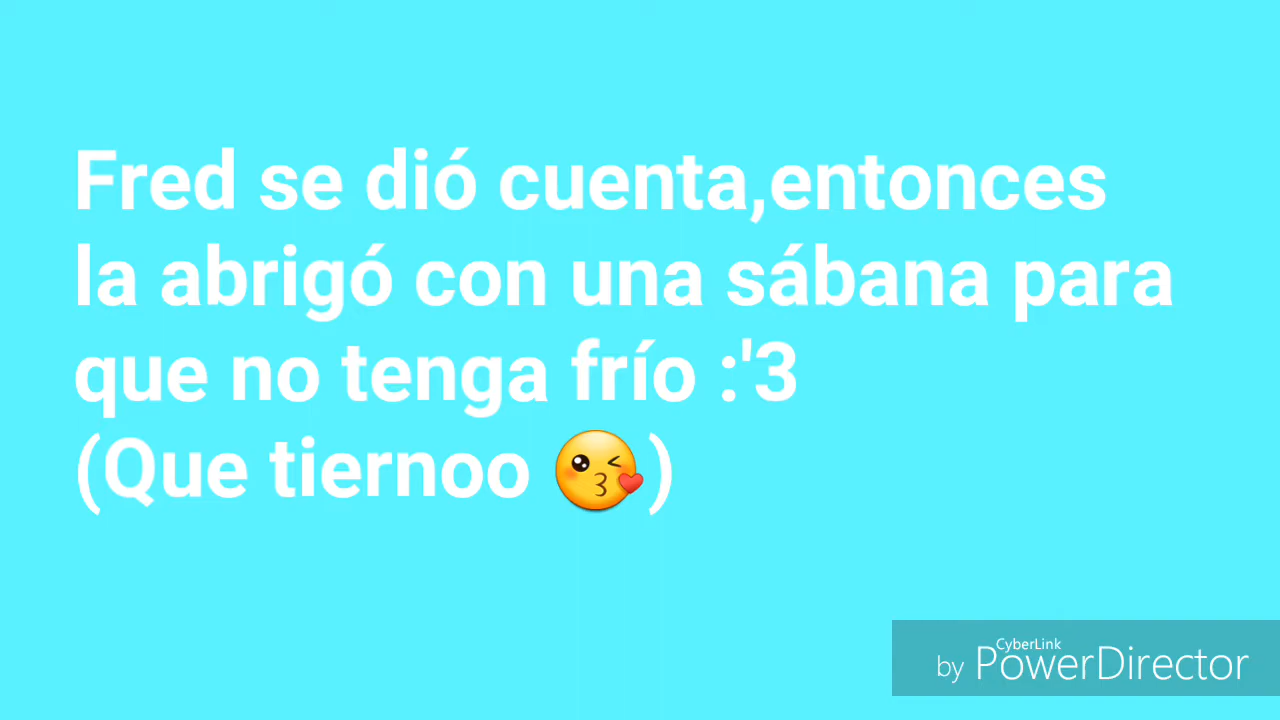 Fred se dió cuenta,entonces
la abrigó con una sábana para
que no tenga frío :'3
(Que tiernoo 😘)
CyberLink
by PowerDirector